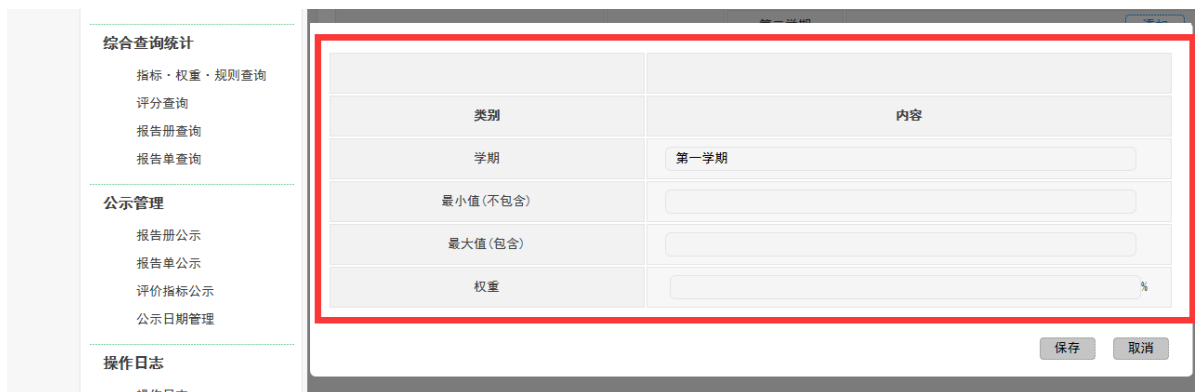 综合查询统计
指标・权重・规则查询
评分查询
报告册查询
报告单查询
公示管理
报告册公示
报告单公示
评价指标公示
公示日期管理
操作日志
类别 内容
学期 第一学期
最小值(不包含)
最大值(包含)
权重 %
保存 取消